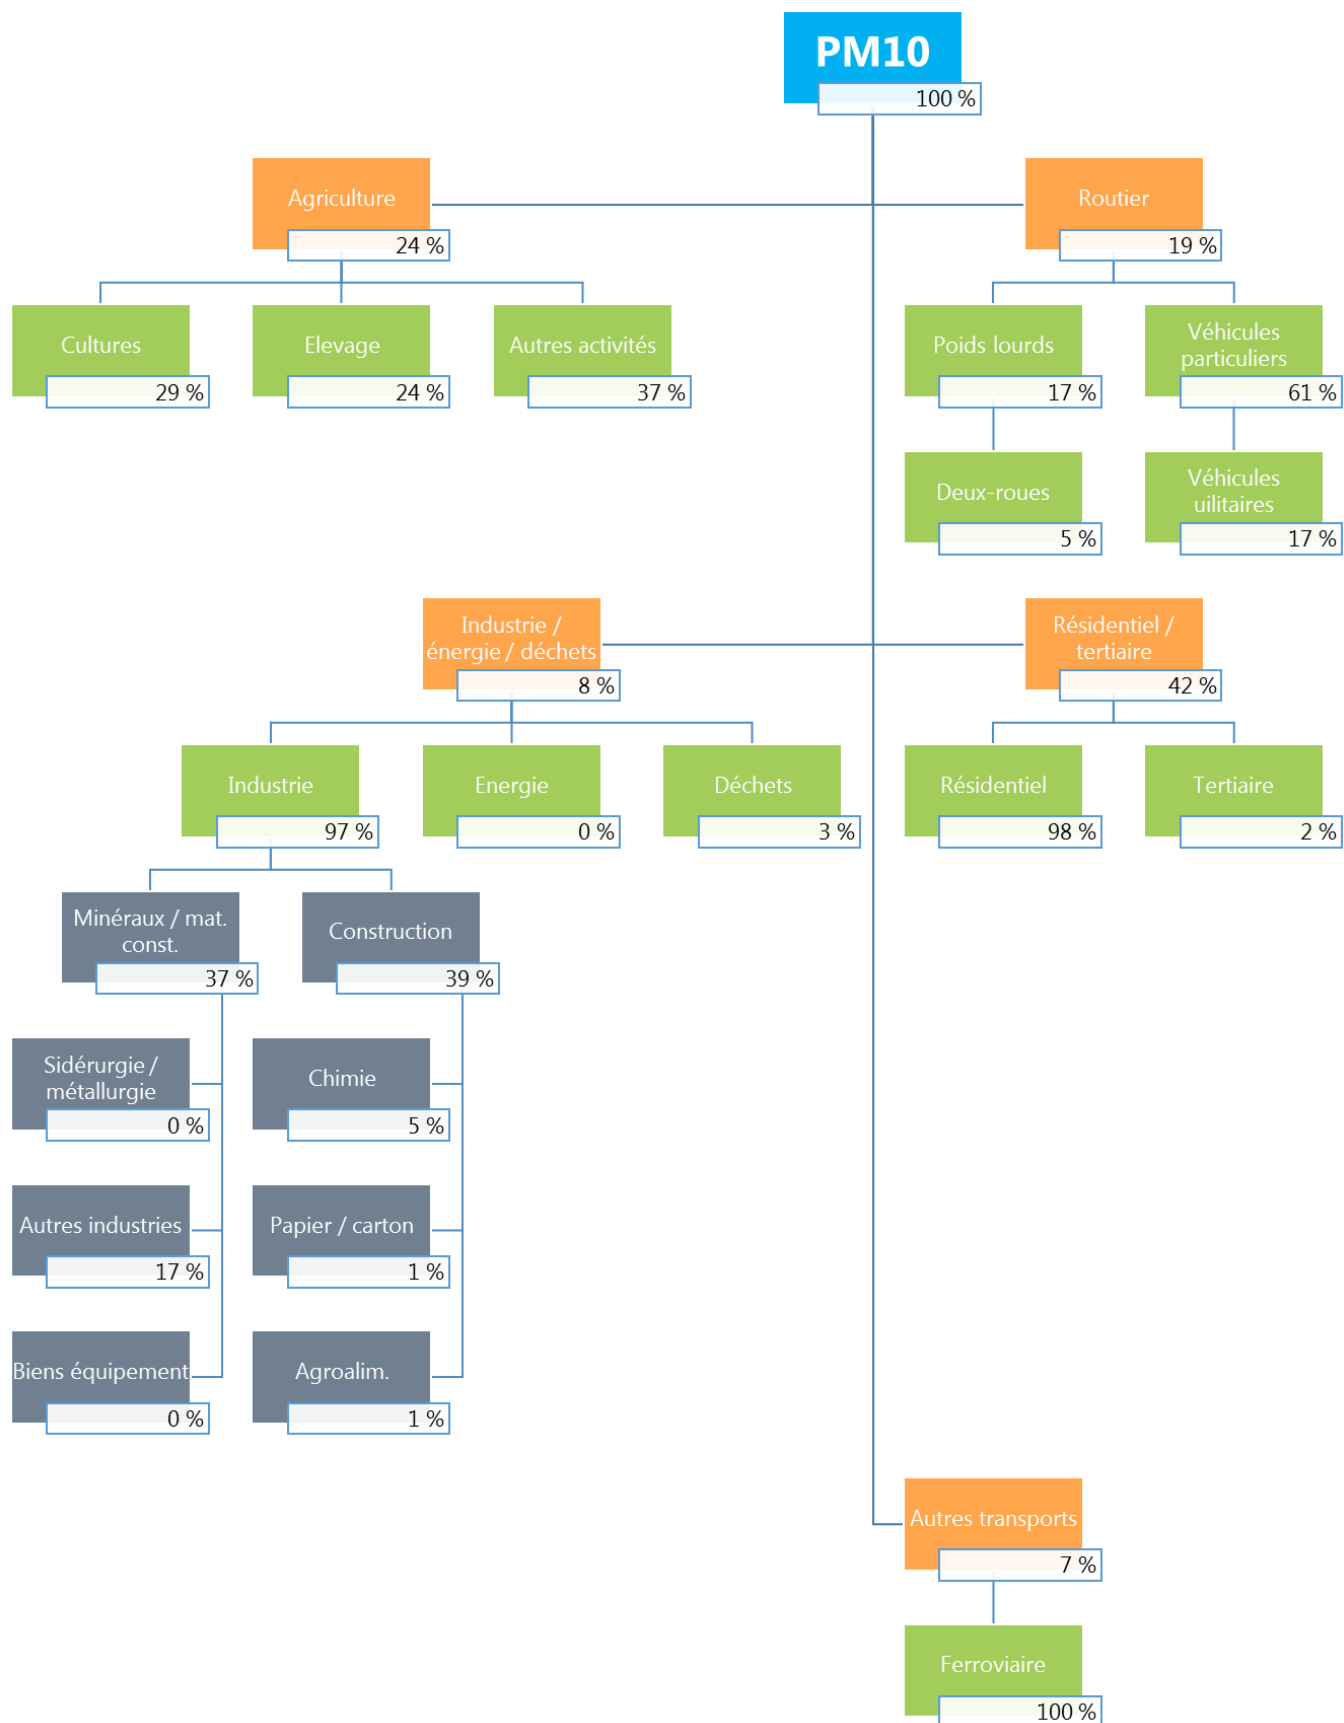 PM10
100 %
Agriculture
24 %
Routier
19 %
Cultures
29 %
Elevage
24 %
Autres activités
37 %
Poids lourds
17 %
Véhicules
particuliers
61 %
Deux-roues
5 %
Véhicules
uilitaires
17 %
Industrie /
énergie / déchets
8 %
Résidentiel /
tertiaire
42 %
Industrie
97 %
Energie
0 %
Déchets
3 %
Résidentiel
98 %
Tertiaire
2 %
Minéraux / mat.
const.
37 %
Construction
39 %
Sidérurgie /
métallurgie
0 %
Chimie
5 %
Autres industries
17 %
Papier / carton
1 %
Biens équipement
0 %
Agroalim.
1 %
Autres transports
7 %
Ferroviaire
100 %